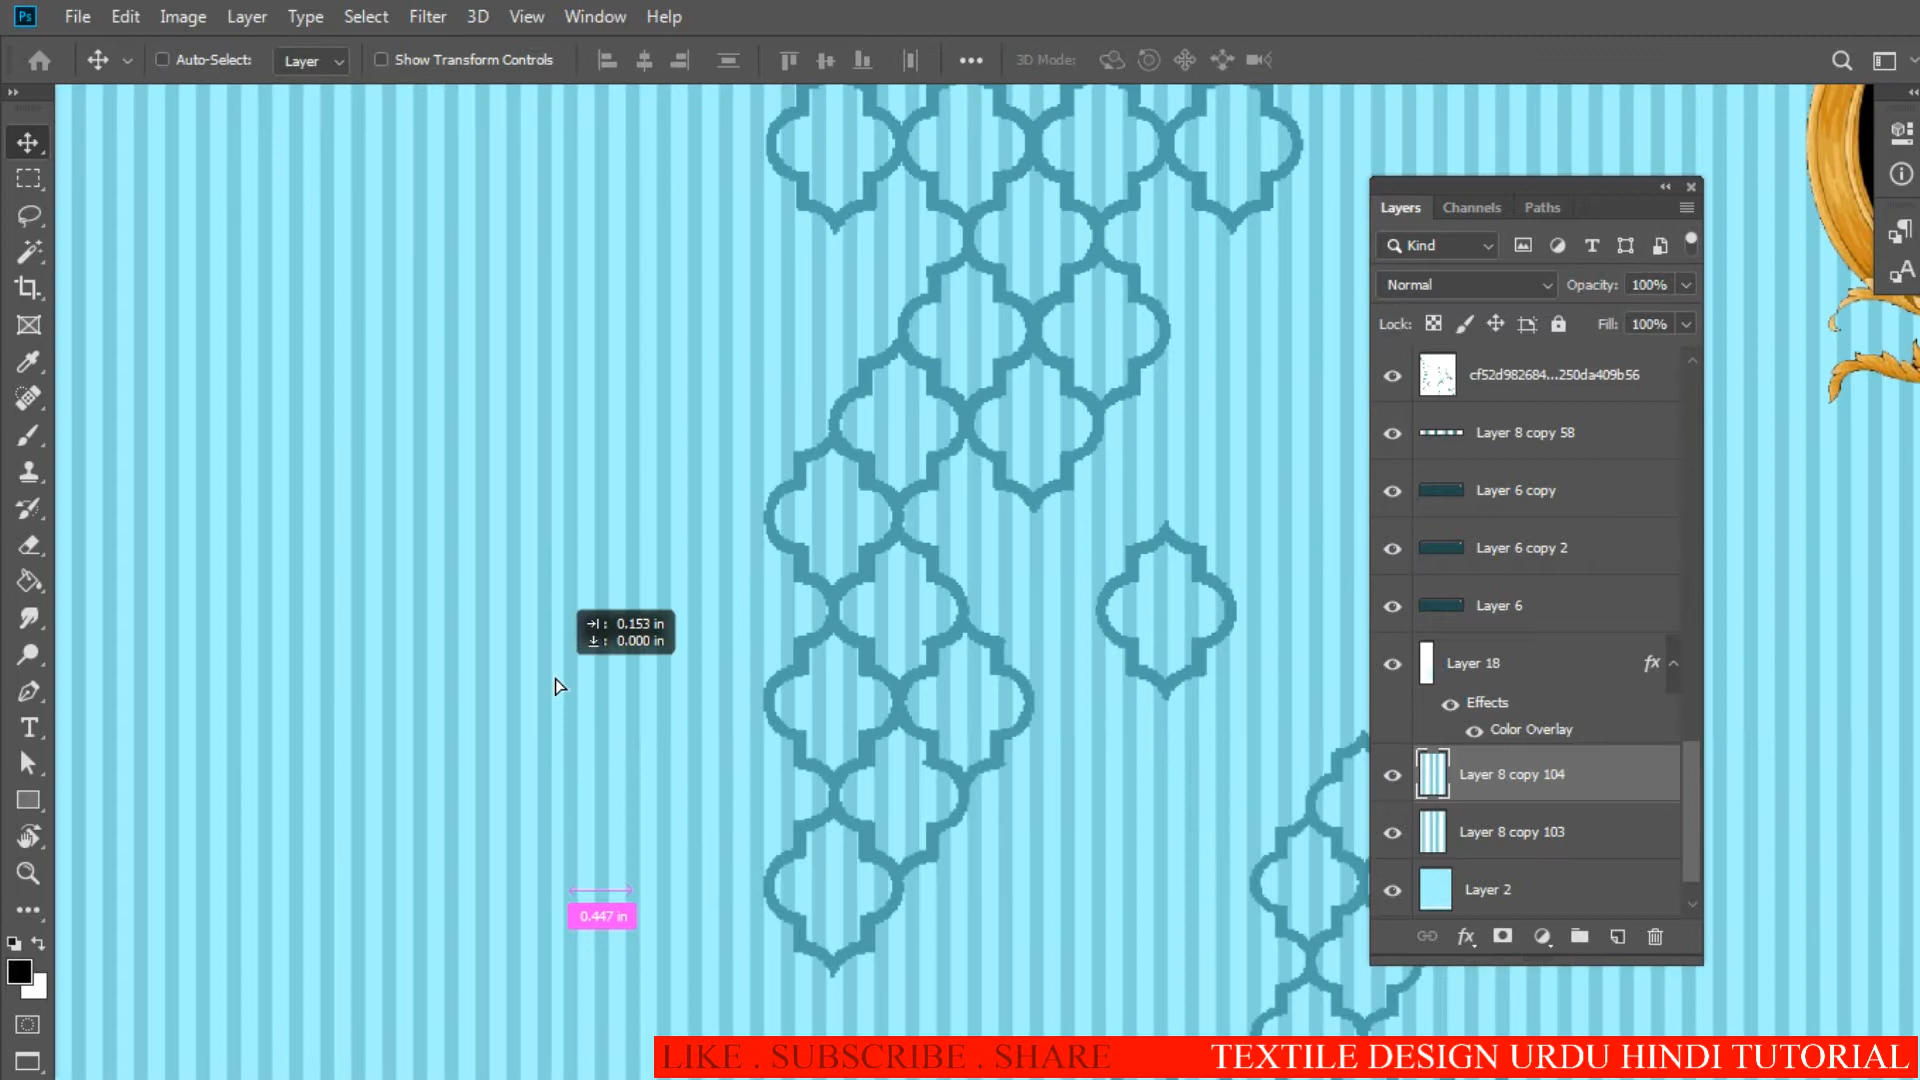 Ps File Edit Image Layer Type Select Filter 3D View Window Help
Auto-Select: Layer Show Transform Controls 3D Mode:
Layers Channels Paths
Kind
Normal Opacity: 100%
Lock: Fill: 100%
cf52d982684...250da409b56
Layer 8 copy 58
Layer 6 copy
Layer 6 copy 2
Layer 6
Layer 18 fx
Effects
Color Overlay
Layer 8 copy 104
Layer 8 copy 103
Layer 2
fx
0.153 in
0.000 in
0.447 in
LIKE . SUBSCRIBE . SHARE TEXTILE DESIGN URDU HINDI TUTORIAL